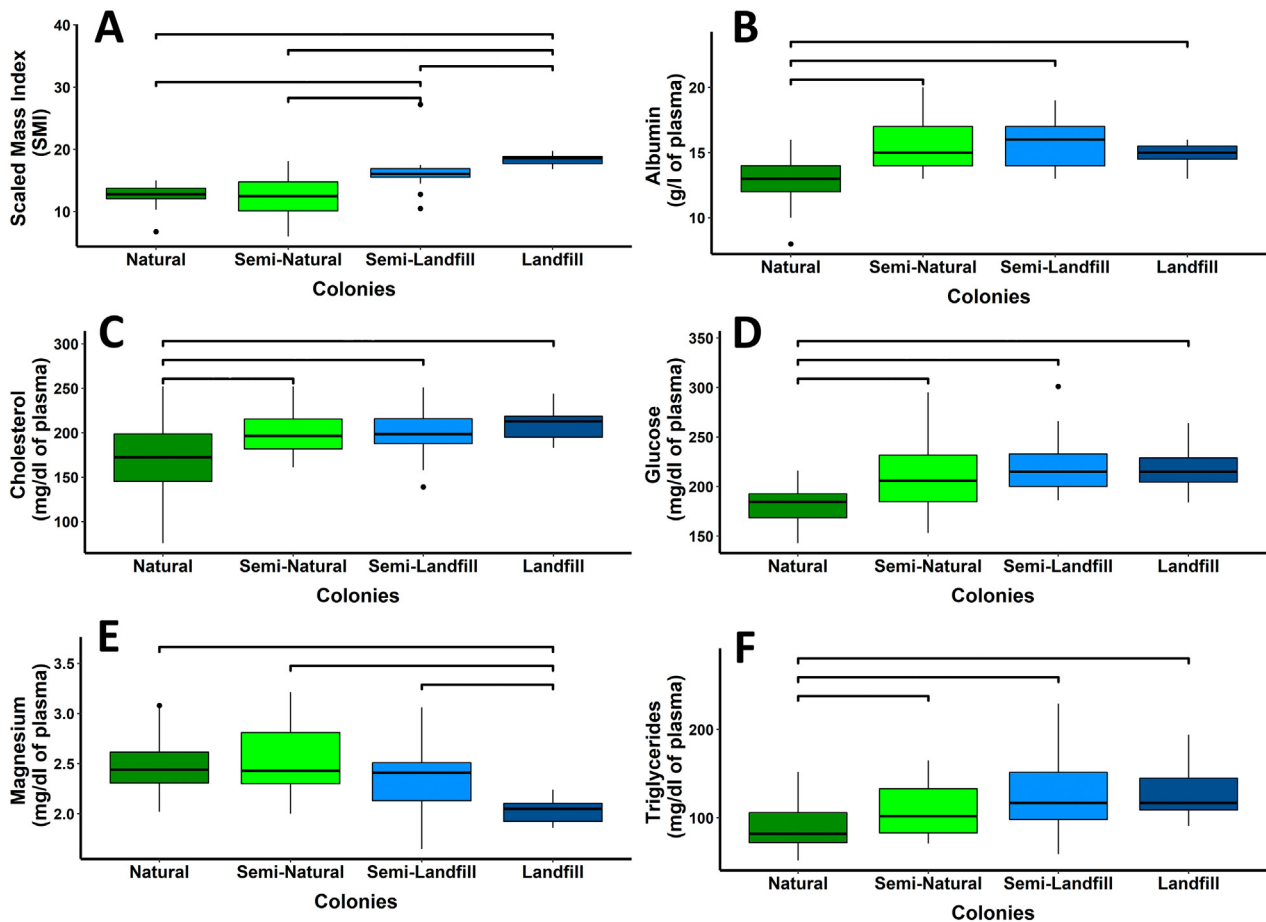 A
Scaled Mass Index
(SMI)
40
30
20
10
Natural Semi-Natural Semi-Landfill Landfill
Colonies
B
Albumin
(g/l of plasma)
20
15
10
Natural Semi-Natural Semi-Landfill Landfill
Colonies
C
Cholesterol
(mg/dl of plasma)
300
250
200
150
100
Natural Semi-Natural Semi-Landfill Landfill
Colonies
D
Glucose
(mg/dl of plasma)
350
300
250
200
150
Natural Semi-Natural Semi-Landfill Landfill
Colonies
E
Magnesium
(mg/dl of plasma)
3.5
3.0
2.5
2.0
Natural Semi-Natural Semi-Landfill Landfill
Colonies
F
Triglycerides
(mg/dl of plasma)
200
100
Natural Semi-Natural Semi-Landfill Landfill
Colonies